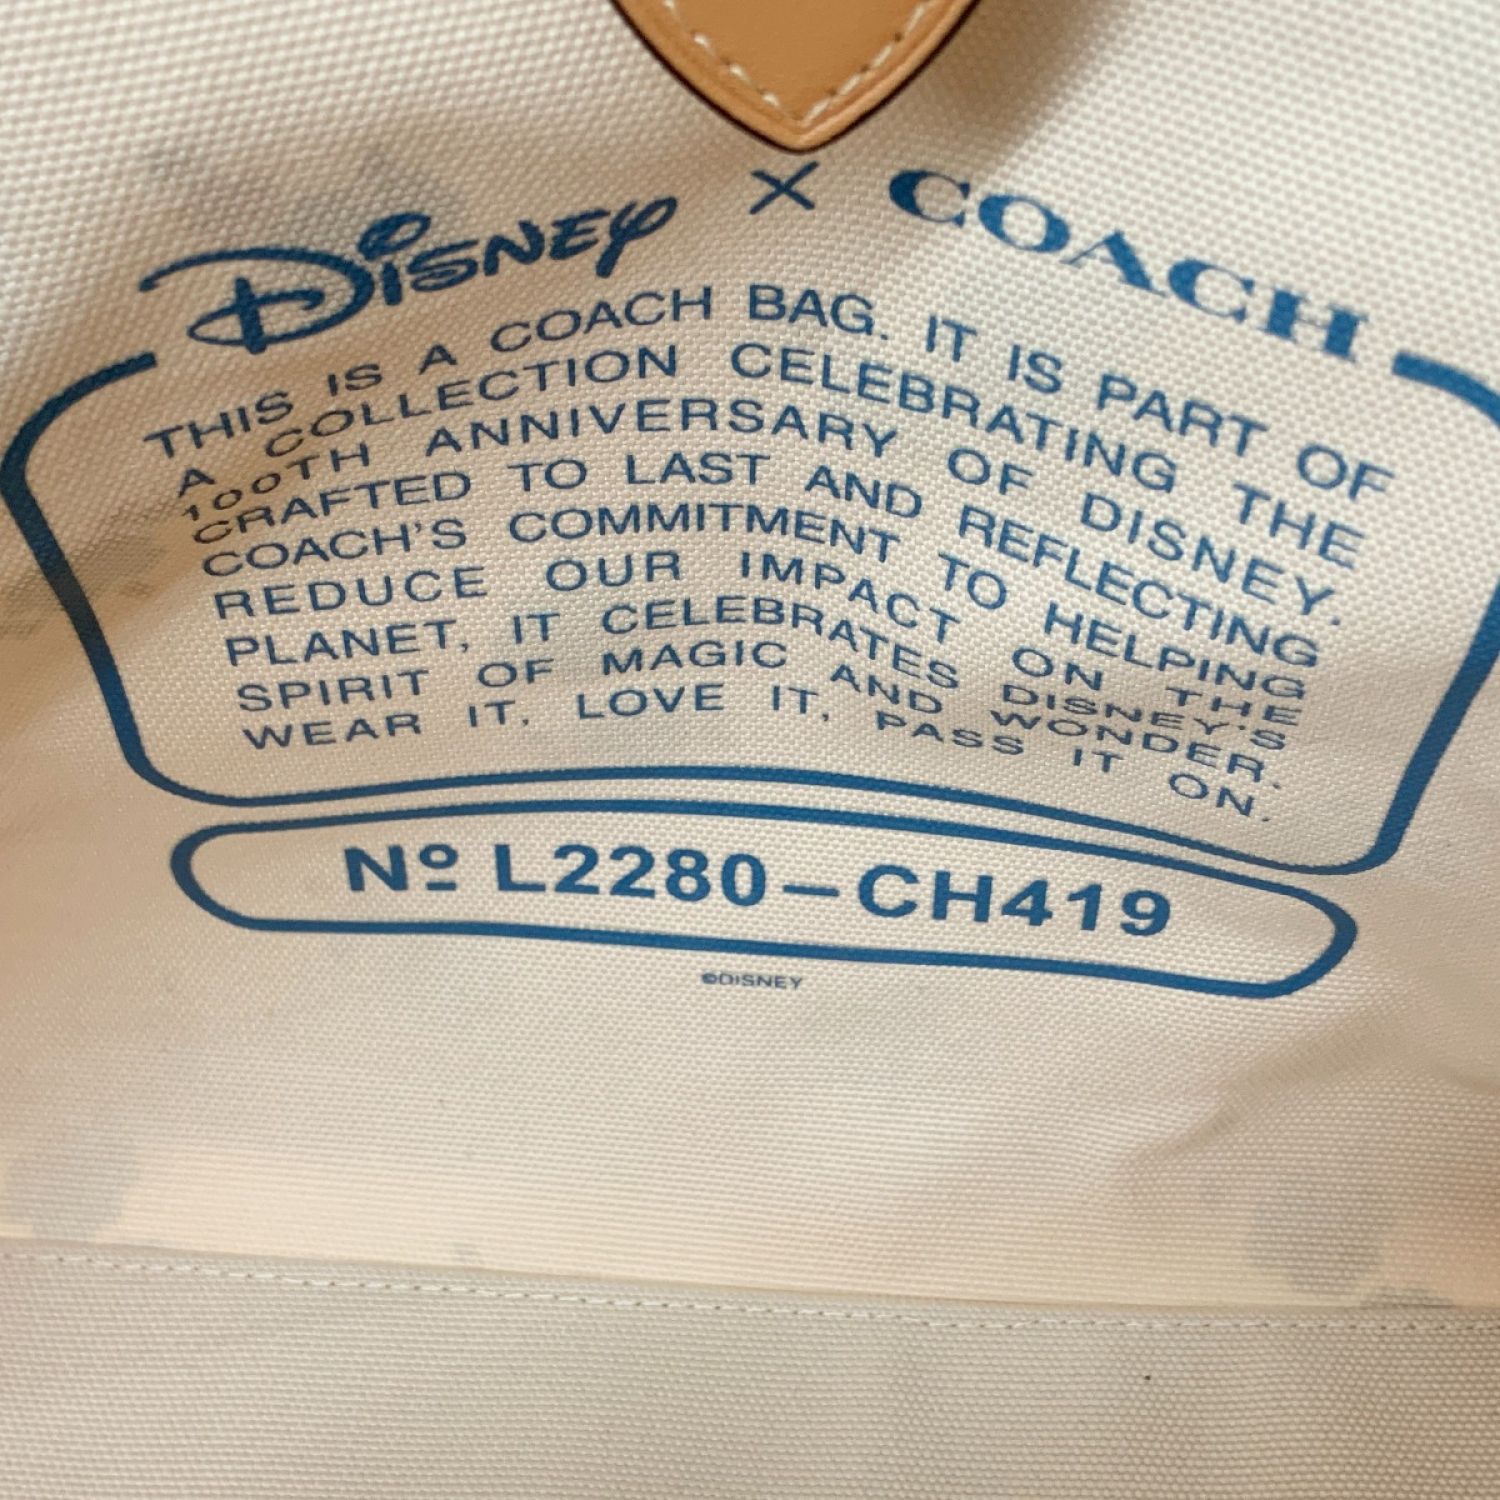 DISNEY × COACH
THIS IS A COACH BAG. IT IS PART OF
A COLLECTION CELEBRATING THE
100TH ANNIVERSARY OF DISNEY.
CRAFTED TO LAST AND REFLECTING
COACH'S COMMITMENT TO HELPING
REDUCE OUR IMPACT ON THE
PLANET, IT CELEBRATES DISNEY'S
SPIRIT OF MAGIC AND WONDER.
WEAR IT. LOVE IT. PASS IT ON.
Nº L2280-CH419
©DISNEY